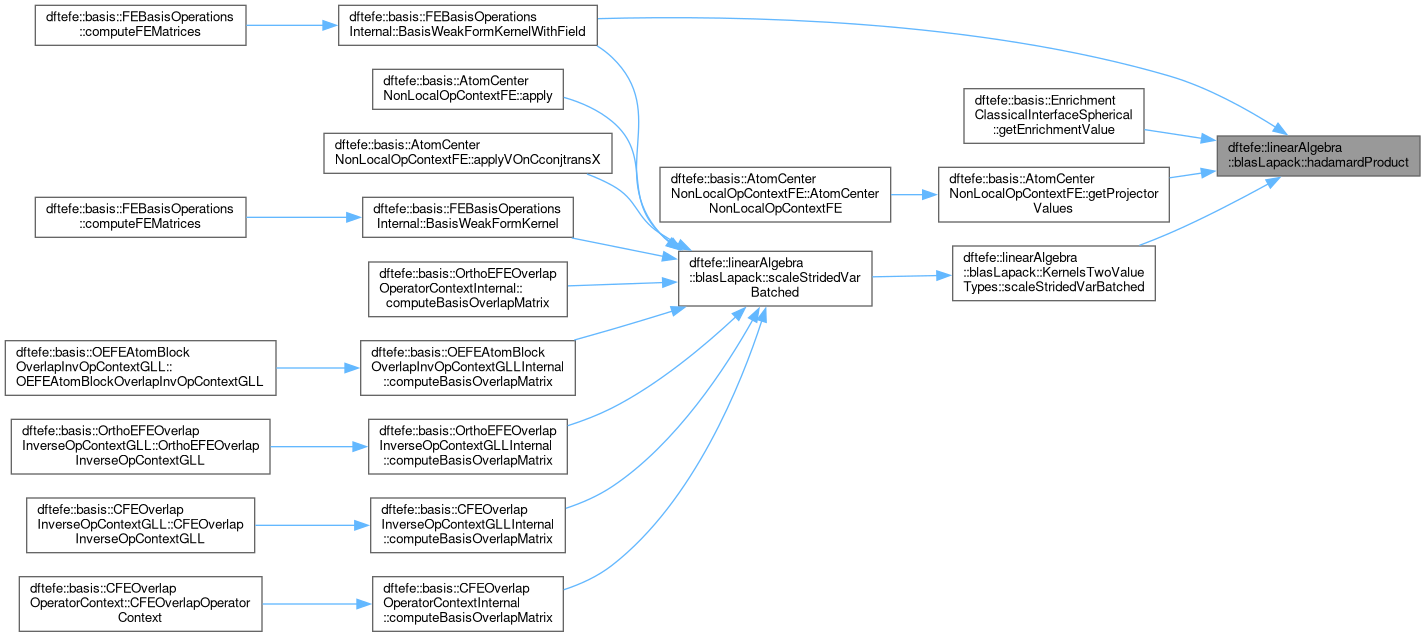 dftefe::basis::FEBasisOperations
::computeFEMatrices
dftefe::basis::FEBasisOperations
Internal::BasisWeakFormKernelWithField
dftefe::basis::AtomCenter
NonLocalOpContextFE::apply
dftefe::basis::Enrichment
ClassicalInterfaceSpherical
::getEnrichmentValue
dftefe::linearAlgebra
::blasLapack::hadamardProduct
dftefe::basis::AtomCenter
NonLocalOpContextFE::applyVOnCconjtransX
dftefe::basis::AtomCenter
NonLocalOpContextFE::AtomCenter
NonLocalOpContextFE
dftefe::basis::AtomCenter
NonLocalOpContextFE::getProjector
Values
dftefe::basis::FEBasisOperations
::computeFEMatrices
dftefe::basis::FEBasisOperations
Internal::BasisWeakFormKernel
dftefe::linearAlgebra
::blasLapack::scaleStridedVar
Batched
dftefe::linearAlgebra
::blasLapack::KernelsTwoValue
Types::scaleStridedVarBatched
dftefe::basis::OrthoEFEOverlap
OperatorContextInternal::
computeBasisOverlapMatrix
dftefe::basis::OEFEAtomBlock
OverlapInvOpContextGLL::
OEFEAtomBlockOverlapInvOpContextGLL
dftefe::basis::OEFEAtomBlock
OverlapInvOpContextGLLInternal
::computeBasisOverlapMatrix
dftefe::basis::OrthoEFEOverlap
InverseOpContextGLL::OrthoEFEOverlap
InverseOpContextGLL
dftefe::basis::OrthoEFEOverlap
InverseOpContextGLLInternal
::computeBasisOverlapMatrix
dftefe::basis::CFEOverlap
InverseOpContextGLL::CFEOverlap
InverseOpContextGLL
dftefe::basis::CFEOverlap
InverseOpContextGLLInternal
::computeBasisOverlapMatrix
dftefe::basis::CFEOverlap
OperatorContext::CFEOverlapOperator
Context
dftefe::basis::CFEOverlap
OperatorContextInternal
::computeBasisOverlapMatrix